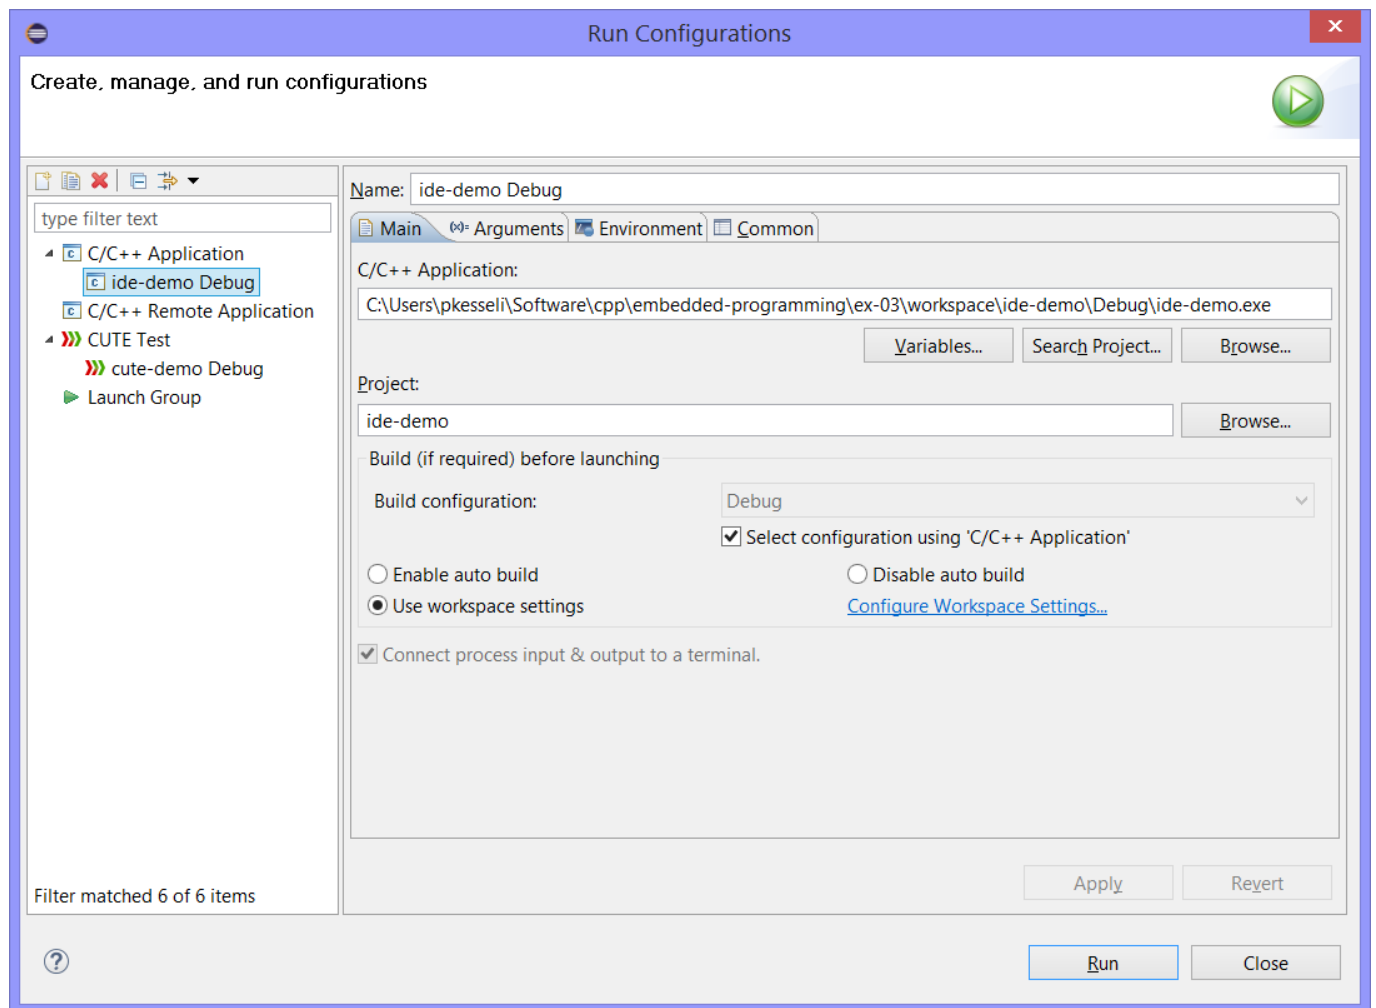 Run Configurations
Create, manage, and run configurations
type filter text
C/C++ Application
ide-demo Debug
C/C++ Remote Application
CUTE Test
cute-demo Debug
Launch Group
Filter matched 6 of 6 items
Name: ide-demo Debug
Main (x)= Arguments Environment Common
C/C++ Application:
C:\Users\pkesseli\Software\cpp\embedded-programming\ex-03\workspace\ide-demo\Debug\ide-demo.exe
Variables... Search Project... Browse...
Project:
ide-demo Browse...
Build (if required) before launching
Build configuration: Debug
Select configuration using 'C/C++ Application'
Enable auto build Disable auto build
Use workspace settings Configure Workspace Settings...
Connect process input & output to a terminal.
Apply Revert
Run Close